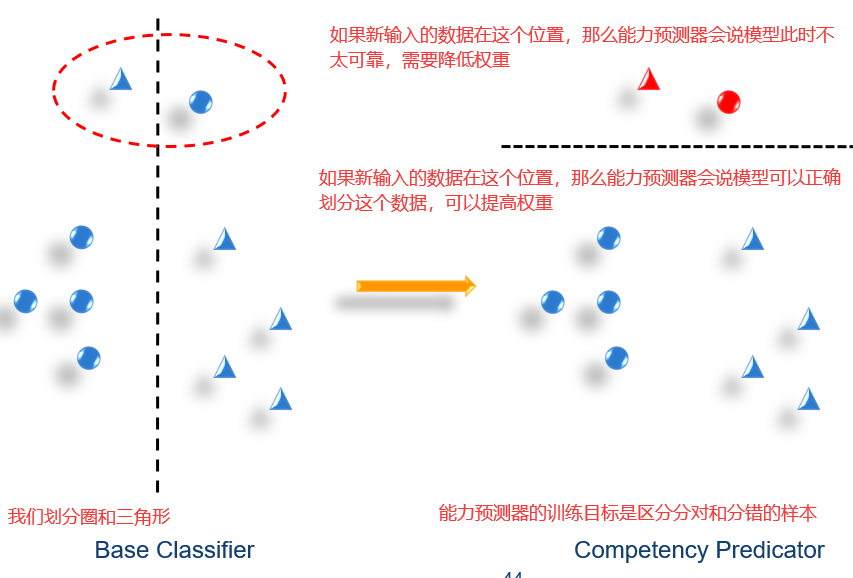 如果新输入的数据在这个位置，那么能力预测器会说模型此时不
太可靠，需要降低权重
如果新输入的数据在这个位置，那么能力预测器会说模型可以正确
划分这个数据，可以提高权重
我们划分圈和三角形
能力预测器的训练目标是区分分对和分错的样本
Base Classifier
Competency Predicator
44